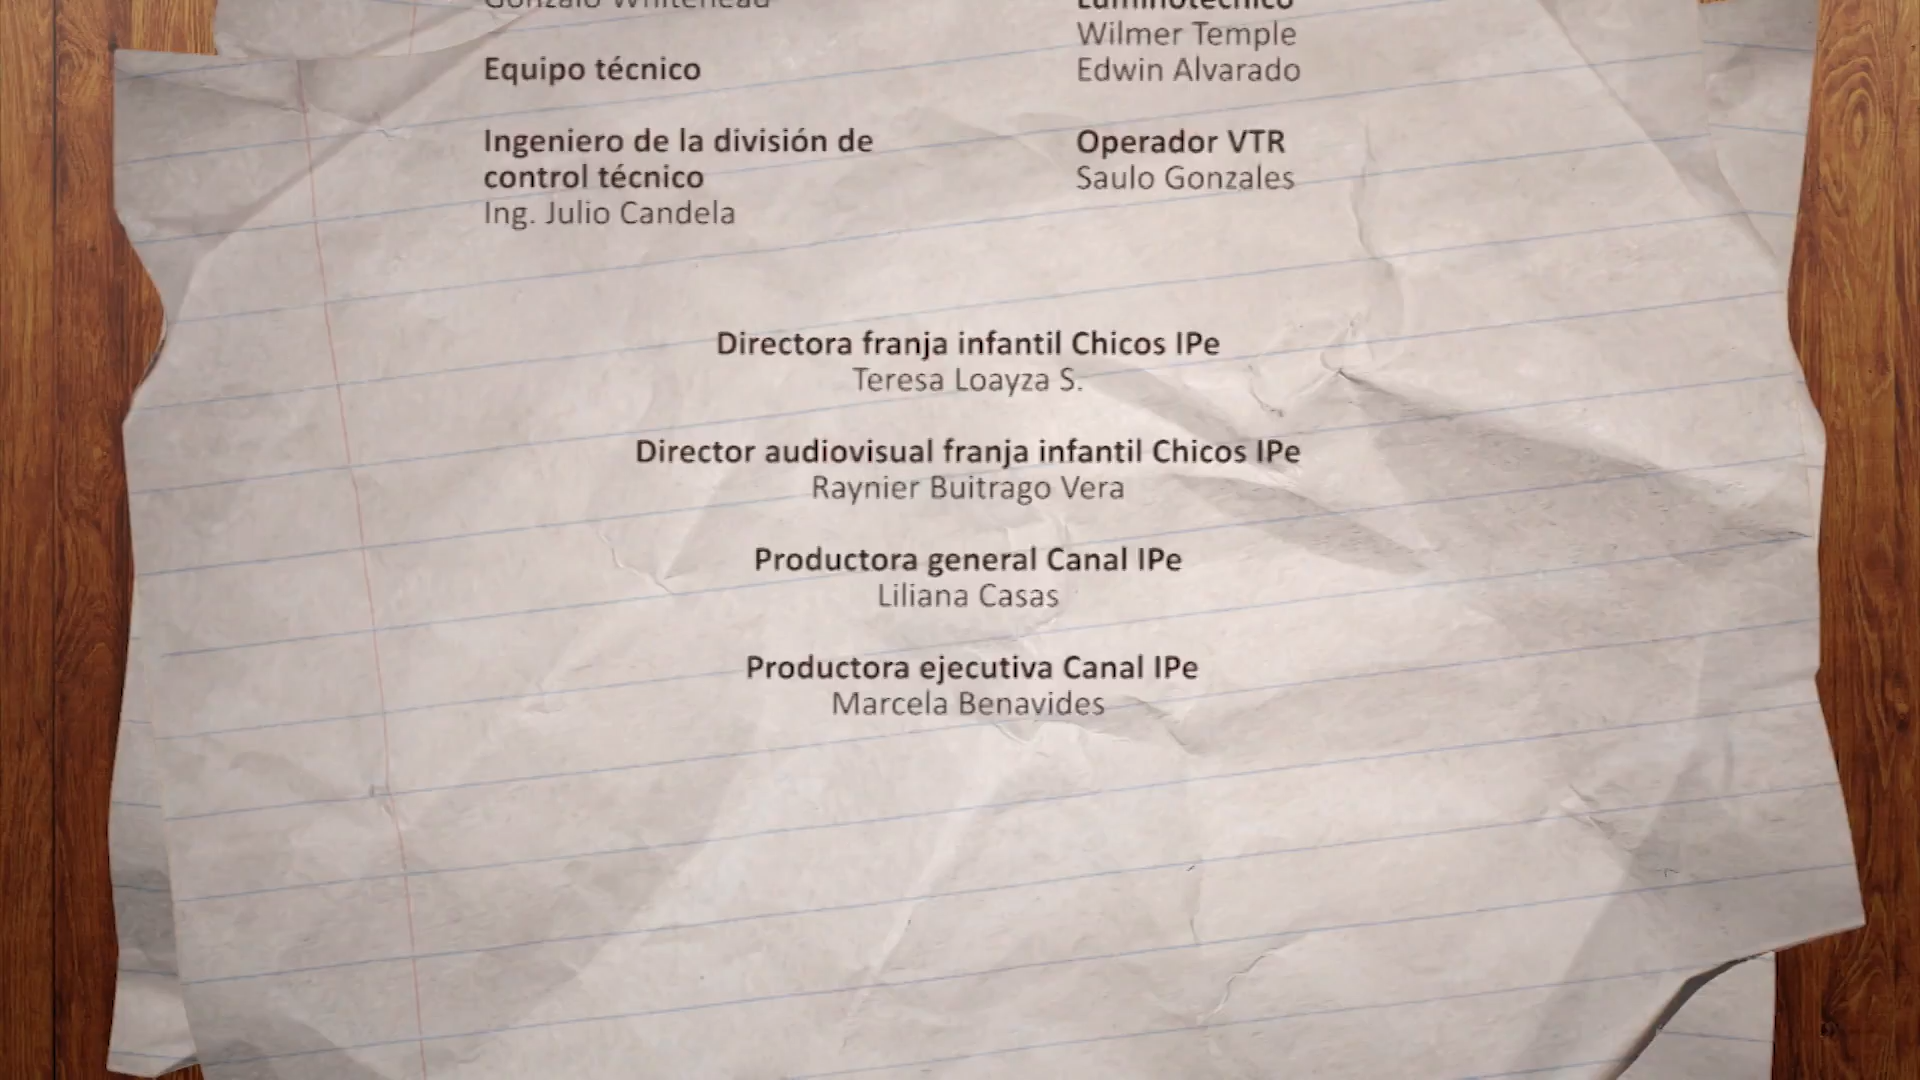 Equipo técnico
Ingeniero de la división de
control técnico
Ing. Julio Candela
Wilmer Temple
Edwin Alvarado
Operador VTR
Saulo Gonzales
Directora franja infantil Chicos IPe
Teresa Loayza S.
Director audiovisual franja infantil Chicos IPe
Raynier Buitrago Vera
Productora general Canal IPe
Liliana Casas
Productora ejecutiva Canal IPe
Marcela Benavides